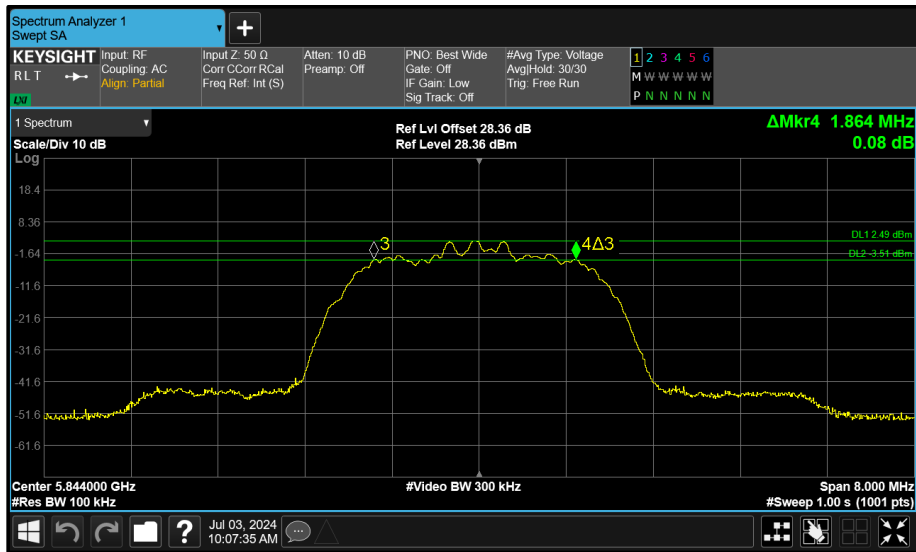 Spectrum Analyzer 1
Swept SA
+
KEYSIGHT
RLT
LXI
Input: RF
Coupling: AC
Align: Partial
Input Z: 50 Ω
Corr CCorr RCal
Freq Ref: Int (S)
Atten: 10 dB
Preamp: Off
PNO: Best Wide
Gate: Off
IF Gain: Low
Sig Track: Off
#Avg Type: Voltage
Avg|Hold: 30/30
Trig: Free Run
1 2 3 4 5 6
M W W W W W
P N N N N N
1 Spectrum
Scale/Div 10 dB
Log
Ref Lvl Offset 28.36 dB
Ref Level 28.36 dBm
ΔMkr4 1.864 MHz
0.08 dB
18.4
8.36
-1.64
-11.6
-21.6
-31.6
-41.6
-51.6
-61.6
3
4Δ3
DL1 2.49 dBm
DL2 -3.51 dBm
Center 5.844000 GHz
#Video BW 300 kHz
Span 8.000 MHz
#Res BW 100 kHz
#Sweep 1.00 s (1001 pts)
?
Jul 03, 2024
10:07:35 AM